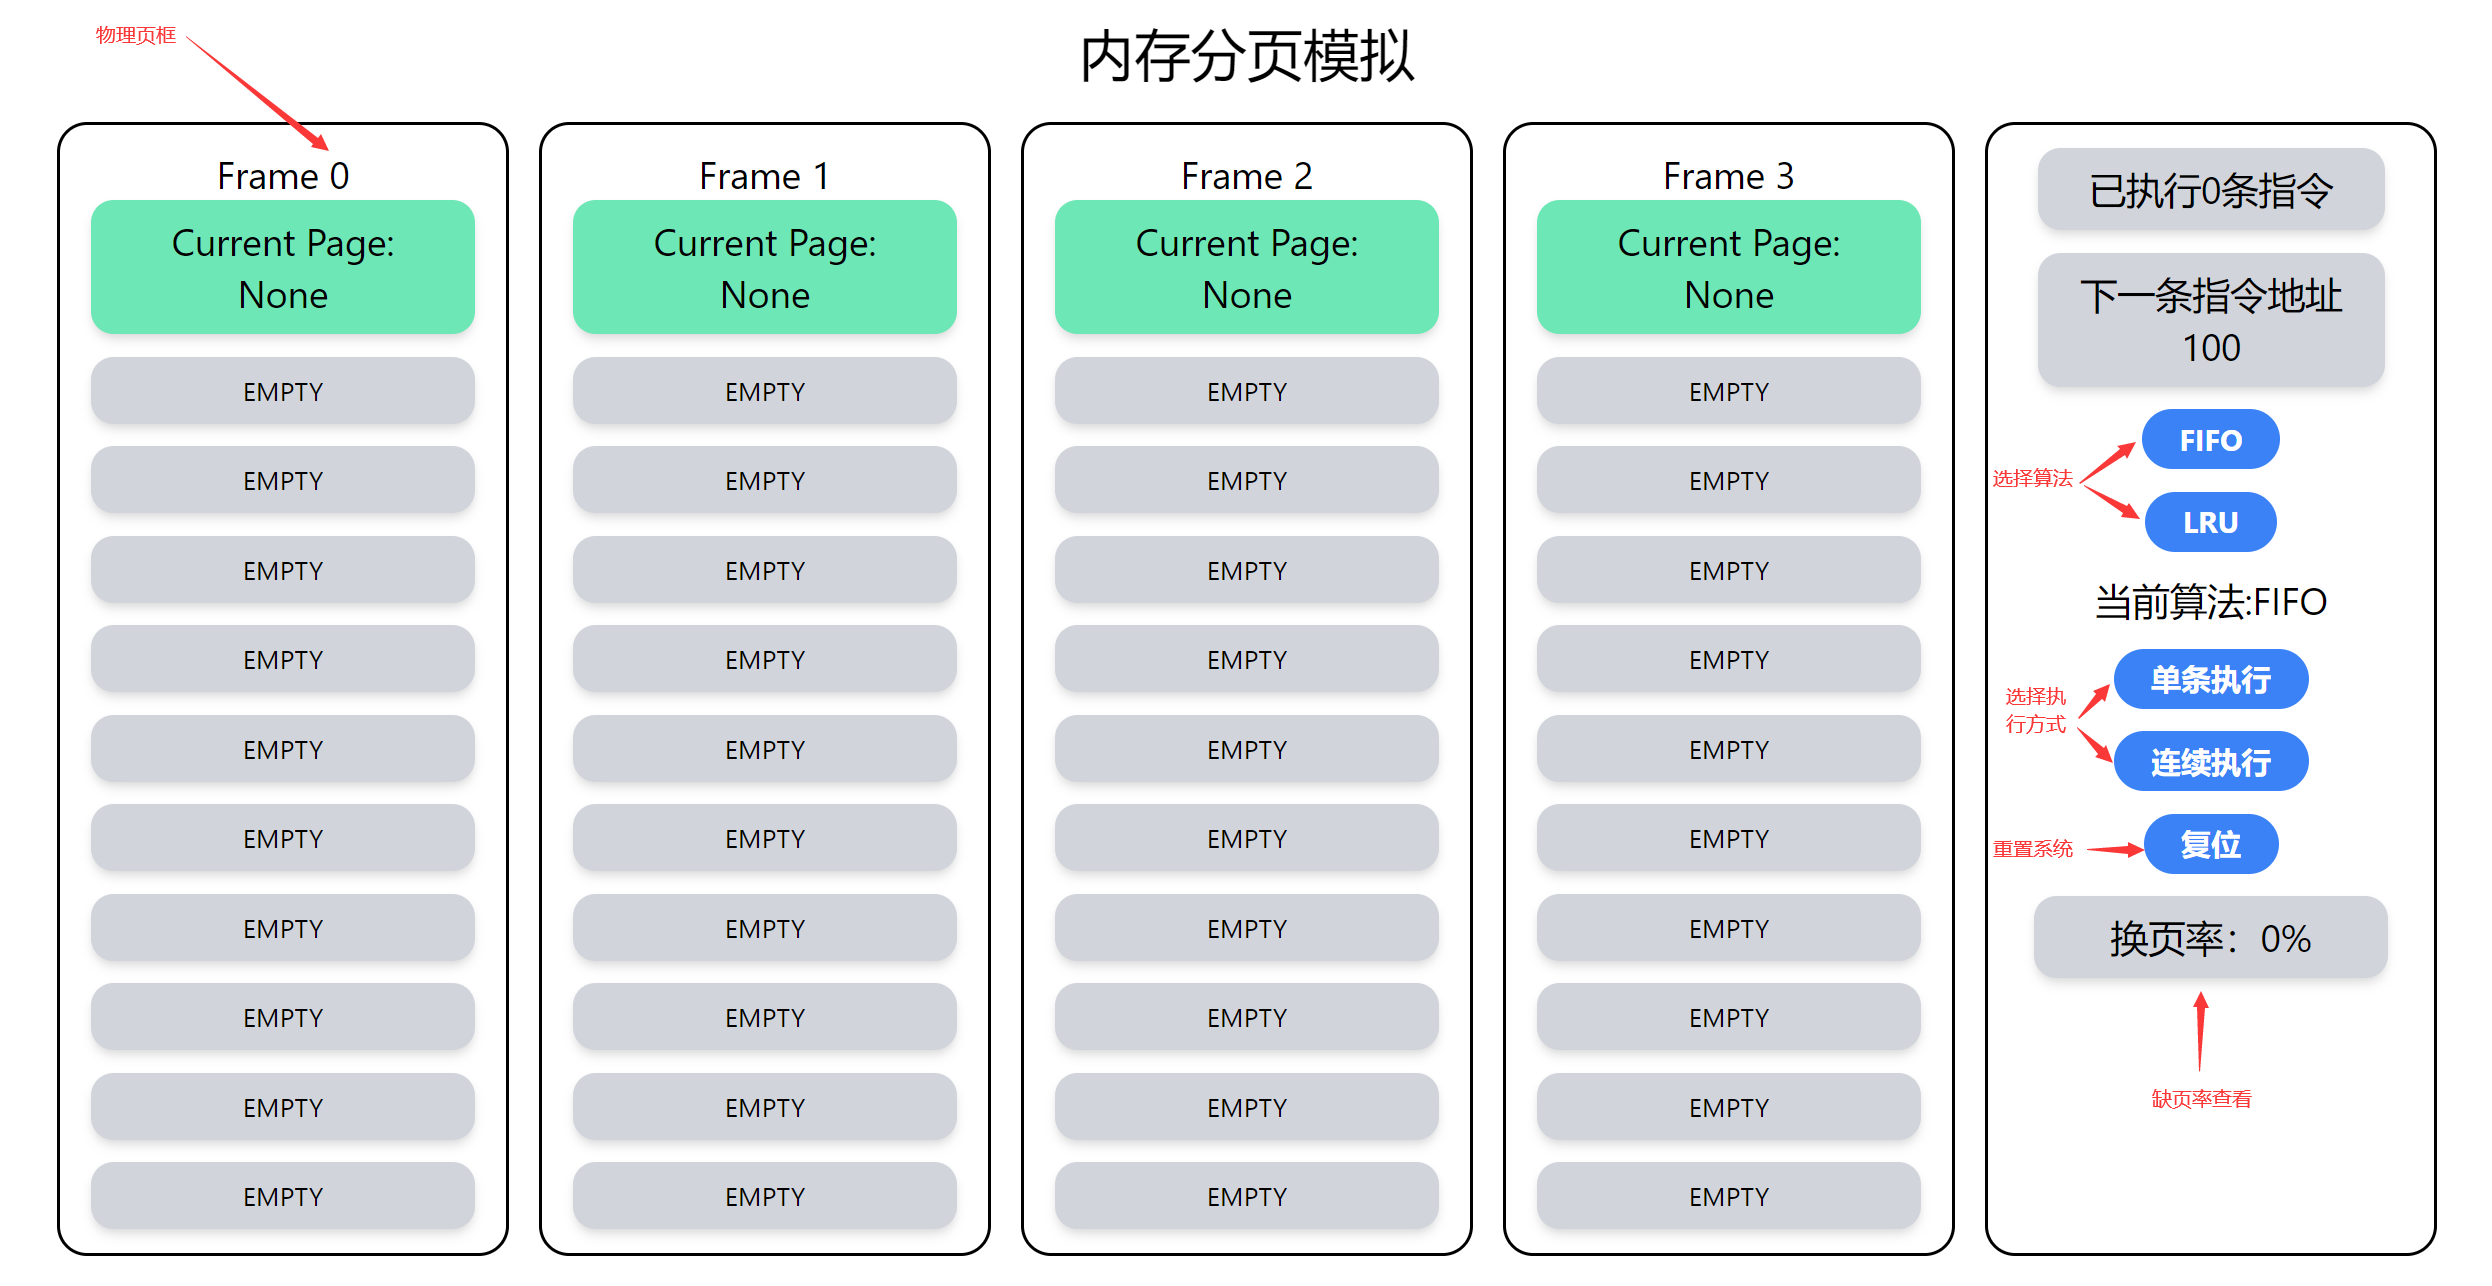 物理页框
内存分页模拟
Frame 0
Current Page:
None
EMPTY
EMPTY
EMPTY
EMPTY
EMPTY
EMPTY
EMPTY
EMPTY
EMPTY
EMPTY
Frame 1
Current Page:
None
EMPTY
EMPTY
EMPTY
EMPTY
EMPTY
EMPTY
EMPTY
EMPTY
EMPTY
EMPTY
Frame 2
Current Page:
None
EMPTY
EMPTY
EMPTY
EMPTY
EMPTY
EMPTY
EMPTY
EMPTY
EMPTY
EMPTY
Frame 3
Current Page:
None
EMPTY
EMPTY
EMPTY
EMPTY
EMPTY
EMPTY
EMPTY
EMPTY
EMPTY
EMPTY
已执行0条指令
下一条指令地址
100
FIFO
选择算法
LRU
当前算法:FIFO
单条执行
选择执
行方式
连续执行
复位
重置系统
换页率：0%
缺页率查看